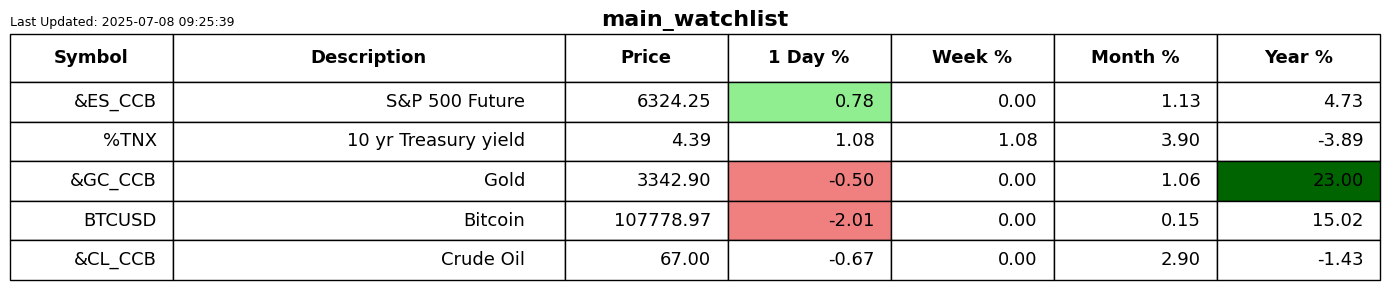 Last Updated: 2025-07-08 09:25:39
main_watchlist
Symbol Description Price 1 Day % Week % Month % Year %
&ES_CCB S&P 500 Future 6324.25 0.78 0.00 1.13 4.73
%TNX 10 yr Treasury yield 4.39 1.08 1.08 3.90 -3.89
&GC_CCB Gold 3342.90 -0.50 0.00 1.06 23.00
BTCUSD Bitcoin 107778.97 -2.01 0.00 0.15 15.02
&CL_CCB Crude Oil 67.00 -0.67 0.00 2.90 -1.43